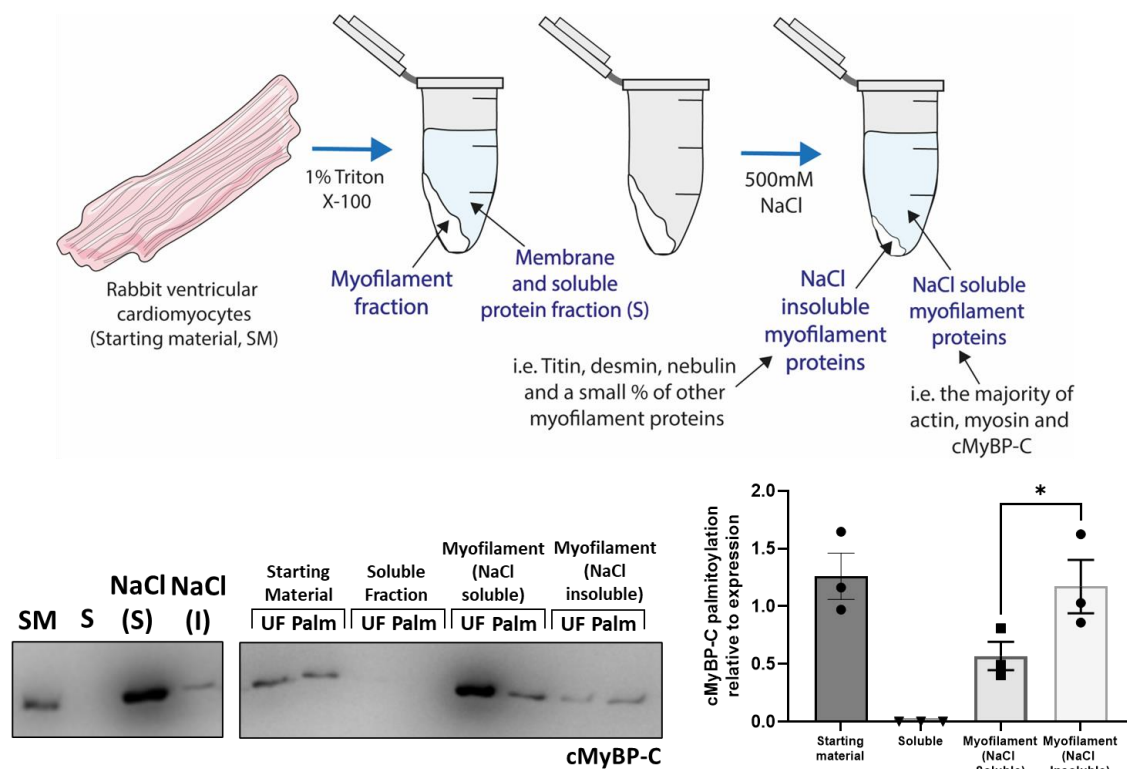 1% Triton
X-100
500mM
NaCl
Rabbit ventricular
cardiomyocytes
(Starting material, SM)
Myofilament
fraction
Membrane
and soluble
protein fraction (S)
NaCl
insoluble
myofilament
proteins
NaCl soluble
myofilament
proteins
i.e. Titin, desmin, nebulin
and a small % of other
myofilament proteins
i.e. the majority of
actin, myosin and
cMyBP-C
SM
S
NaCl
(S)
NaCl
(I)
Starting
Material
Soluble
Fraction
Myofilament
(NaCl
soluble)
Myofilament
(NaCl
insoluble)
UF Palm
UF Palm
UF Palm
UF Palm
cMyBP-C
cMyBP-C palmitoylation
relative to expression
2.0
1.5
1.0
0.5
0.0
*
Starting
material
Soluble
Myofilament
(NaCl
Myofilament
(NaCl